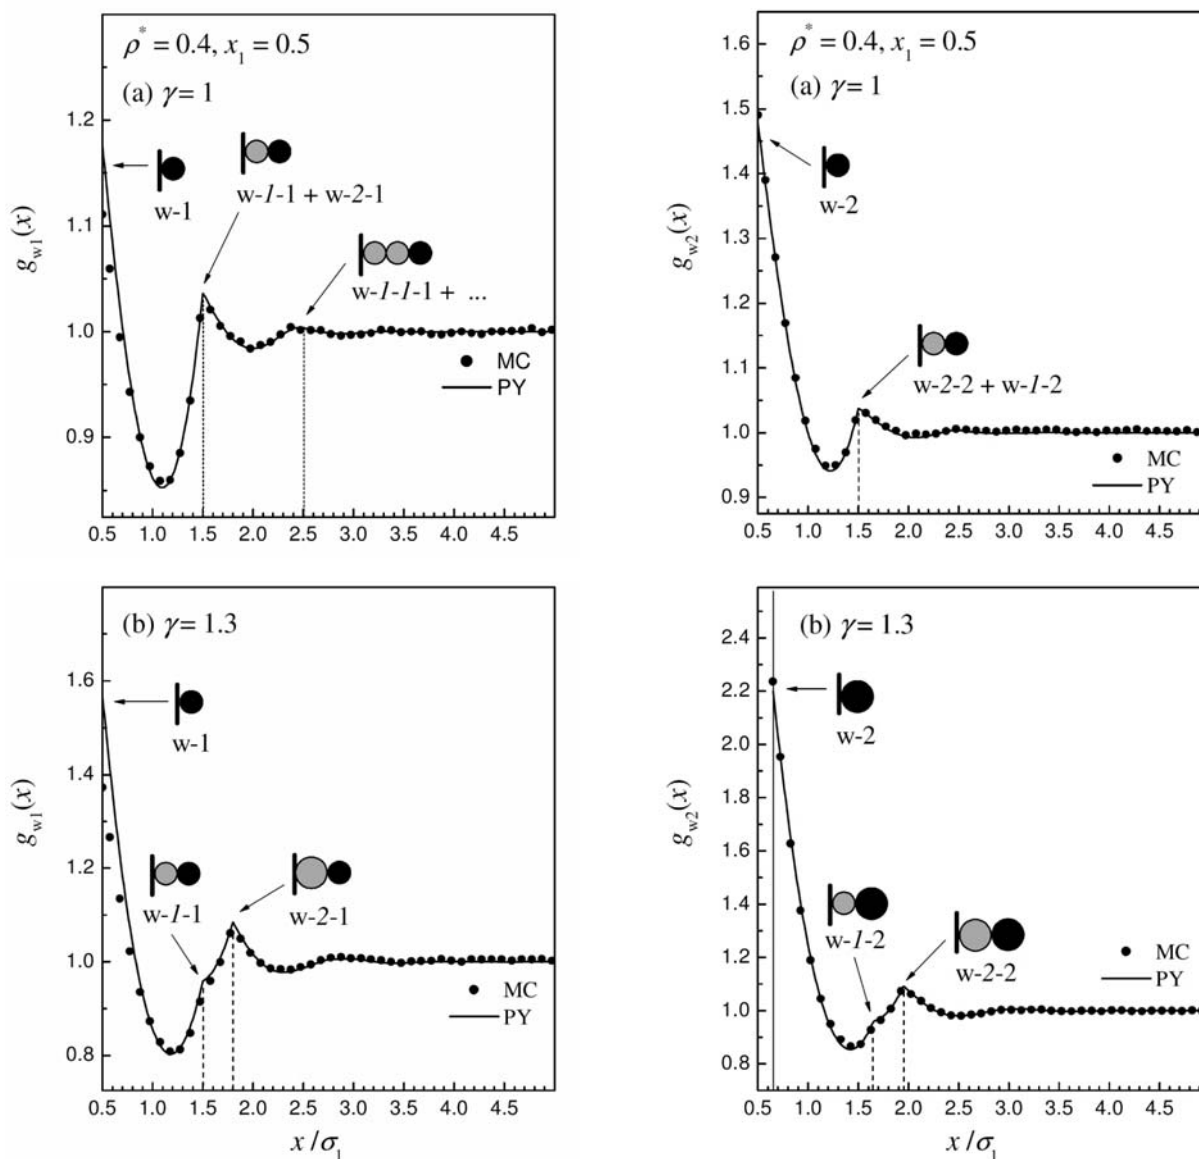 ρ* = 0.4, x₁ = 0.5
(a) γ = 1
1.2
1.1
1.0
0.9
g_w1(x)
w-1
w-1-1 + w-2-1
w-1-1-1 + ...
MC
PY
0.5 1.0 1.5 2.0 2.5 3.0 3.5 4.0 4.5
ρ* = 0.4, x₁ = 0.5
(a) γ = 1
1.6
1.5
1.4
1.3
1.2
1.1
1.0
0.9
g_w2(x)
w-2
w-2-2 + w-1-2
MC
PY
0.5 1.0 1.5 2.0 2.5 3.0 3.5 4.0 4.5
(b) γ = 1.3
1.6
1.4
1.2
1.0
0.8
g_w1(x)
w-1
w-1-1
w-2-1
MC
PY
0.5 1.0 1.5 2.0 2.5 3.0 3.5 4.0 4.5
x/σ₁
(b) γ = 1.3
2.4
2.2
2.0
1.8
1.6
1.4
1.2
1.0
0.8
g_w2(x)
w-2
w-1-2
w-2-2
MC
PY
0.5 1.0 1.5 2.0 2.5 3.0 3.5 4.0 4.5
x/σ₁